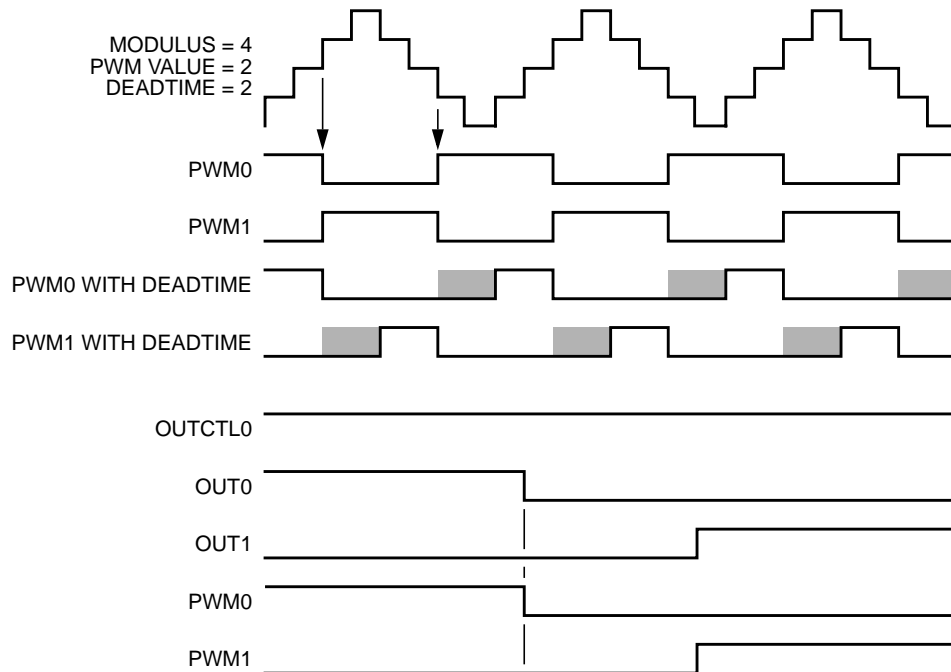 MODULUS = 4
PWM VALUE = 2
DEADTIME = 2
PWM0
PWM1
PWM0 WITH DEADTIME
PWM1 WITH DEADTIME
OUTCTL0
OUT0
OUT1
PWM0
PWM1